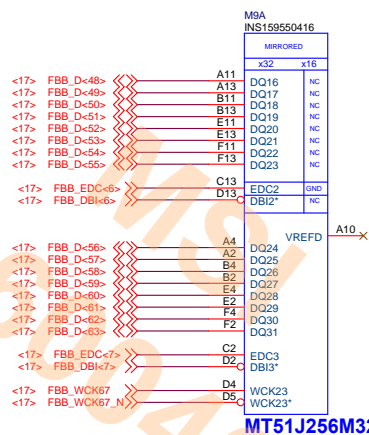 M9A
INS159550416
MIRRORED
x32 x16
<17> FBB_D<48> A11 DQ16 NC
<17> FBB_D<49> A13 DQ17 NC
<17> FBB_D<50> B11 DQ18 NC
<17> FBB_D<51> B13 DQ19 NC
<17> FBB_D<52> E11 DQ20 NC
<17> FBB_D<53> E13 DQ21 NC
<17> FBB_D<54> F11 DQ22 NC
<17> FBB_D<55> F13 DQ23 NC
<17> FBB_EDC<6> C13 EDC2 GND
<17> FBB_DBI<6> D13 DBI2* NC
VREFD A10
<17> FBB_D<56> A4 DQ24
<17> FBB_D<57> A2 DQ25
<17> FBB_D<58> B4 DQ26
<17> FBB_D<59> B2 DQ27
<17> FBB_D<60> E4 DQ28
<17> FBB_D<61> E2 DQ29
<17> FBB_D<62> F4 DQ30
<17> FBB_D<63> F2 DQ31
<17> FBB_EDC<7> C2 EDC3
<17> FBB_DBI<7> D2 DBI3*
<17> FBB_WCK67 D4 WCK23
<17> FBB_WCK67_N D5 WCK23*
MT51J256M32
MSI